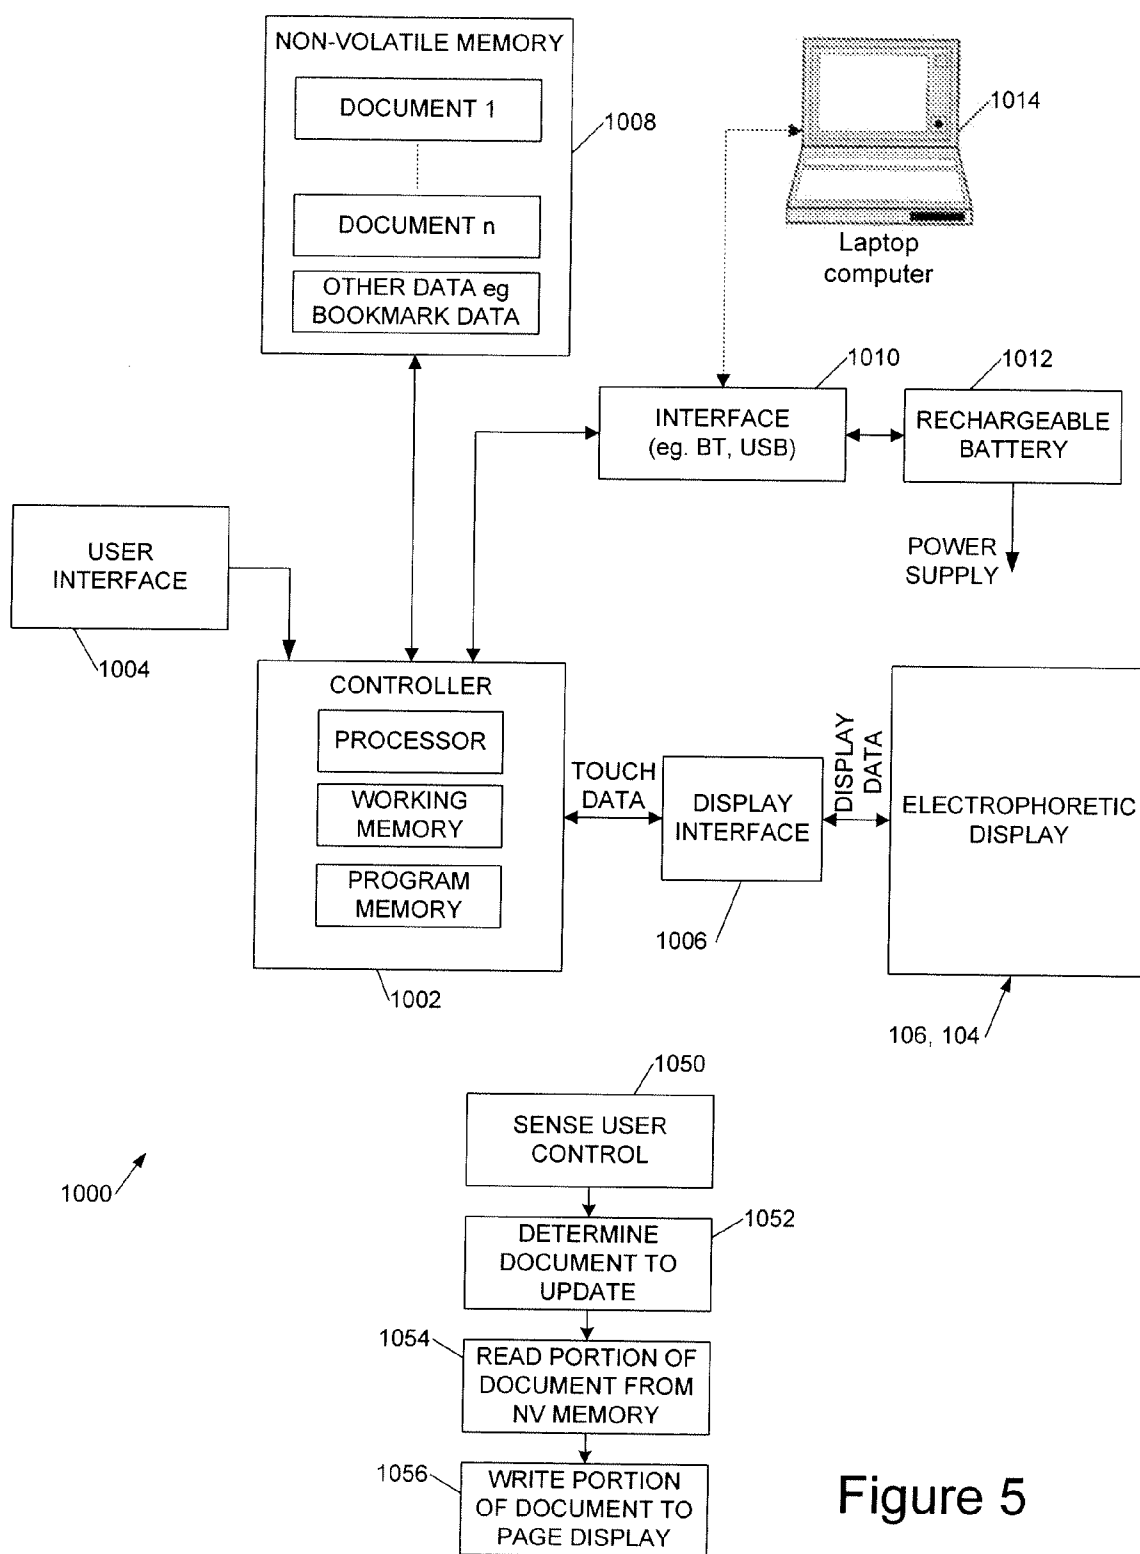 NON-VOLATILE MEMORY
DOCUMENT 1
DOCUMENT n
OTHER DATA eg
BOOKMARK DATA
1008
1014
Laptop
computer
1010
1012
INTERFACE
(eg. BT, USB)
RECHARGEABLE
BATTERY
POWER
SUPPLY
USER
INTERFACE
1004
CONTROLLER
PROCESSOR
WORKING
MEMORY
PROGRAM
MEMORY
1002
TOUCH
DATA
DISPLAY
INTERFACE
1006
DISPLAY
DATA
ELECTROPHORETIC
DISPLAY
106, 104
1000
1050
SENSE USER
CONTROL
1052
DETERMINE
DOCUMENT TO
UPDATE
1054
READ PORTION OF
DOCUMENT FROM
NV MEMORY
1056
WRITE PORTION
OF DOCUMENT TO
PAGE DISPLAY
Figure 5